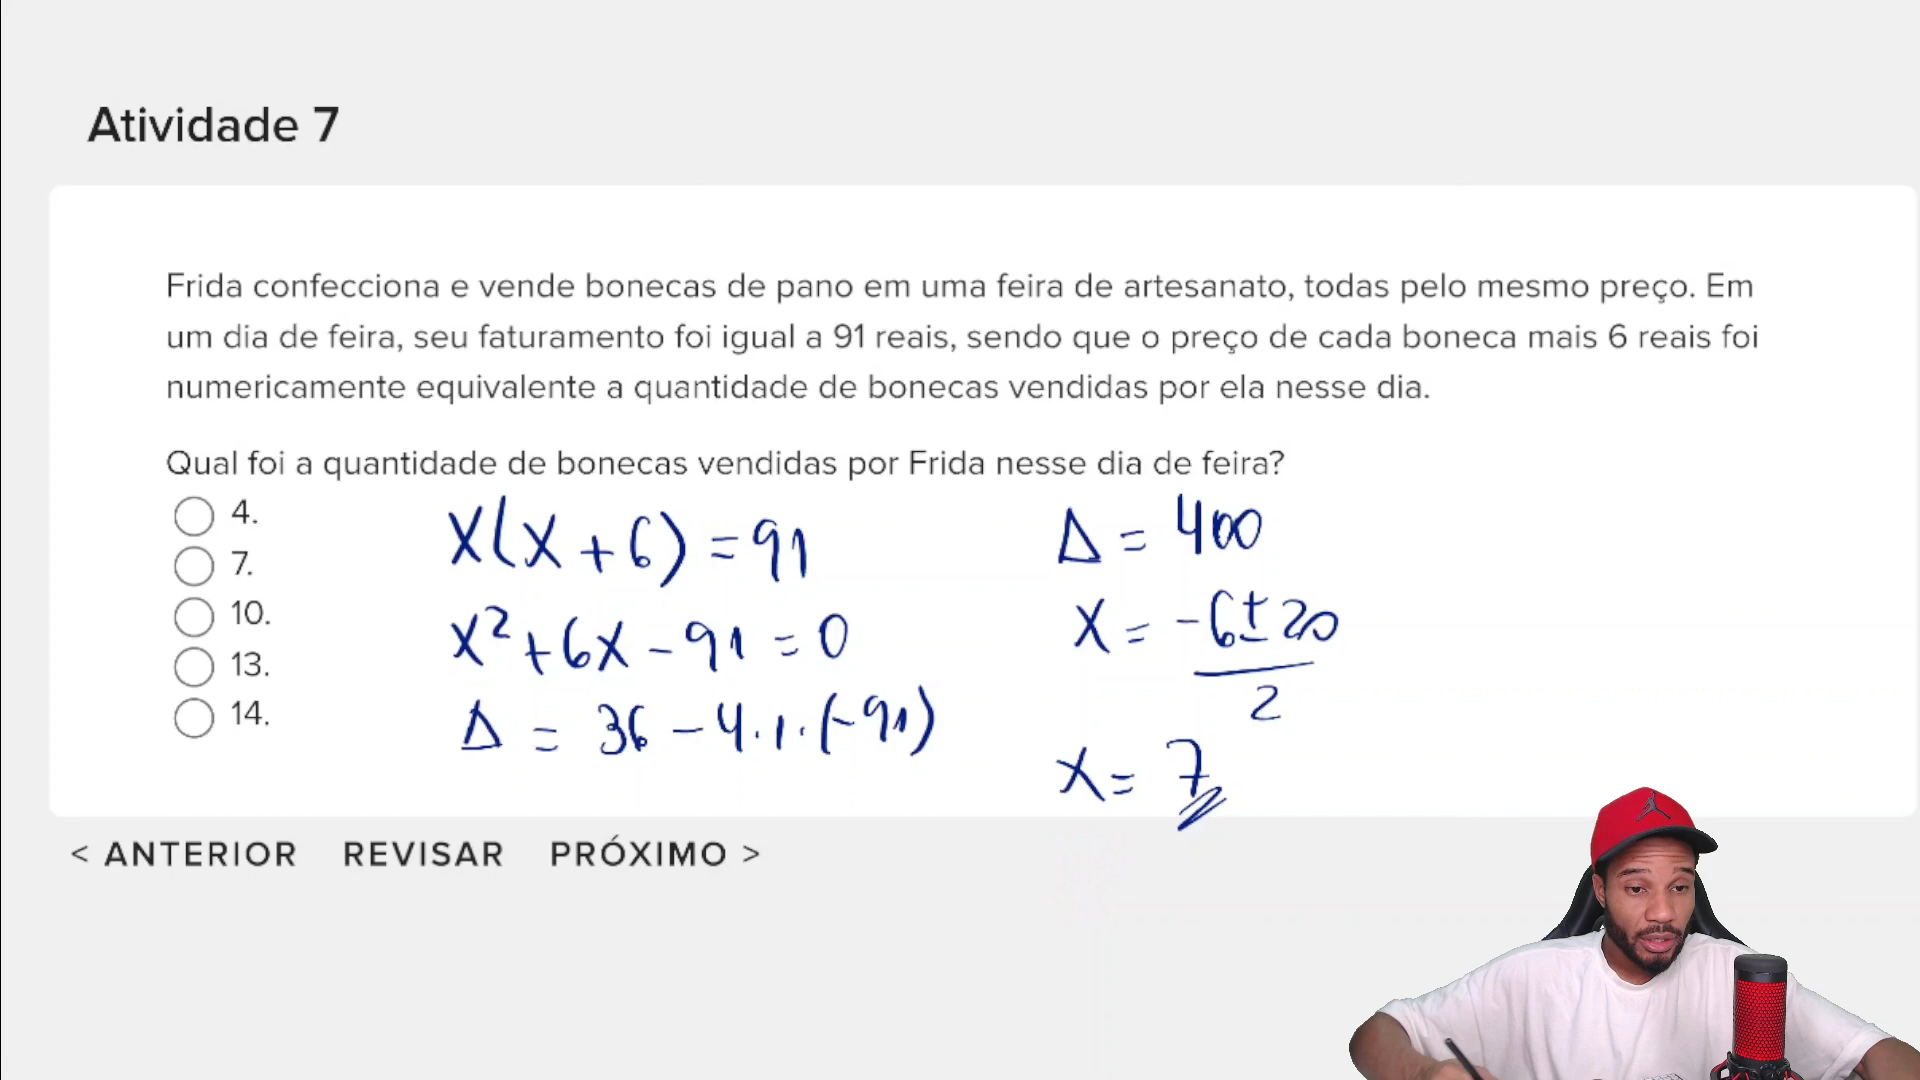 Atividade 7
Frida confecciona e vende bonecas de pano em uma feira de artesanato, todas pelo mesmo preço. Em
um dia de feira, seu faturamento foi igual a 91 reais, sendo que o preço de cada boneca mais 6 reais foi
numericamente equivalente a quantidade de bonecas vendidas por ela nesse dia.
Qual foi a quantidade de bonecas vendidas por Frida nesse dia de feira?
4.
7.
10.
13.
14.
x(x+6)=91
x²+6x-91=0
Δ = 36-4.1.(-91)
Δ = 400
x = -6±20
2
x = 7
< ANTERIOR REVISAR PRÓXIMO >